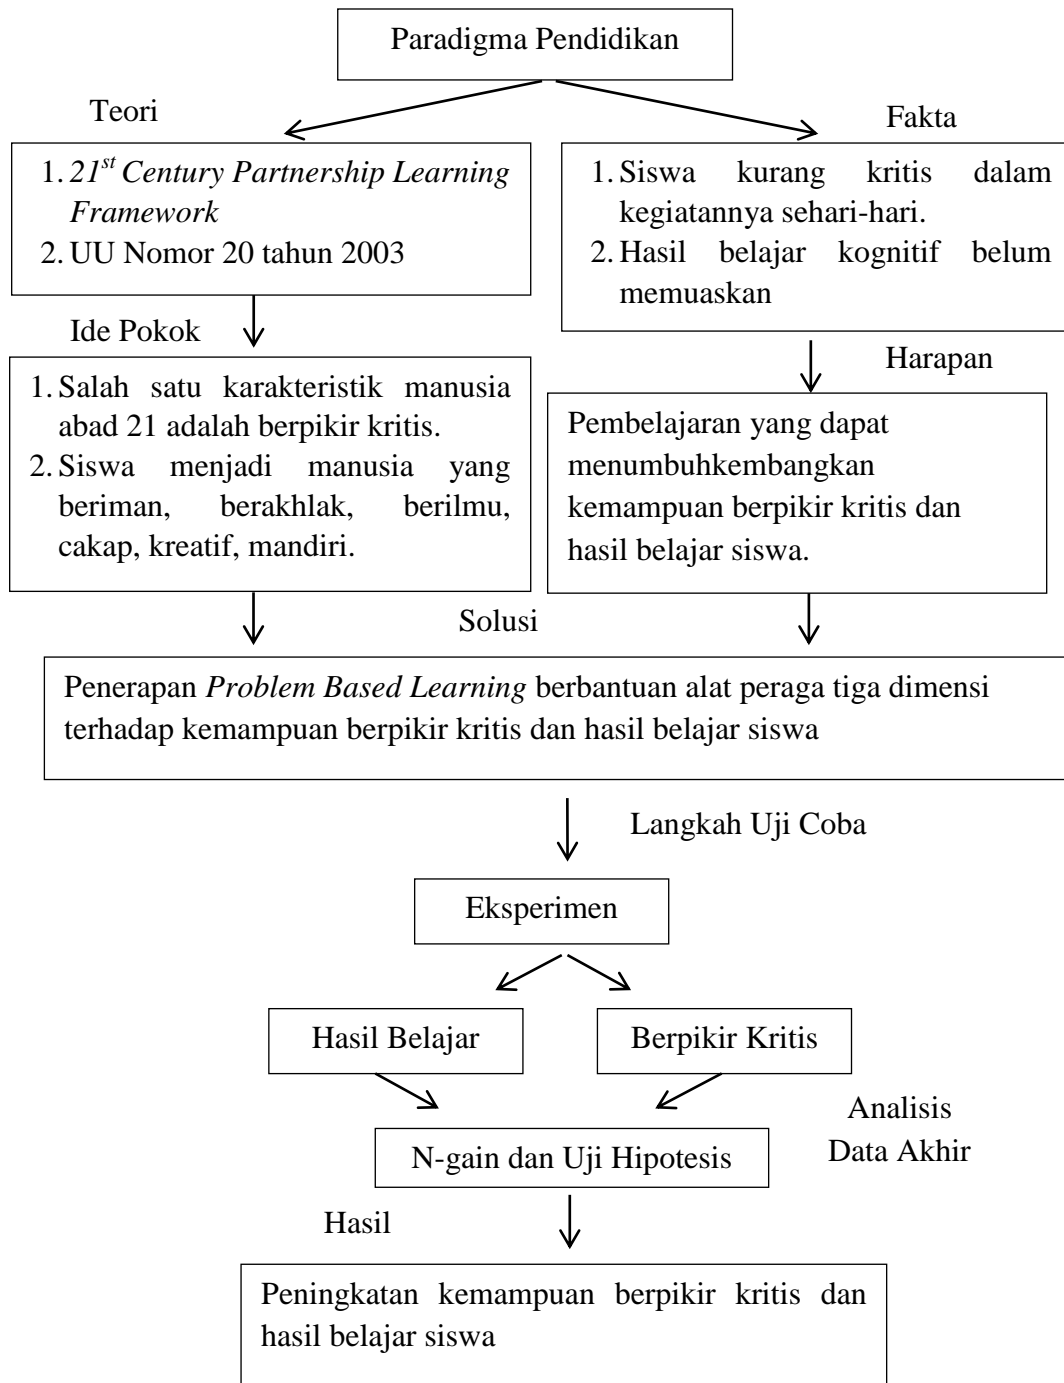 Paradigma Pendidikan
Teori
Fakta
1. 21st Century Partnership Learning
Framework
2. UU Nomor 20 tahun 2003
1. Siswa kurang kritis dalam
kegiatannya sehari-hari.
2. Hasil belajar kognitif belum
memuaskan
Ide Pokok
Harapan
1. Salah satu karakteristik manusia
abad 21 adalah berpikir kritis.
2. Siswa menjadi manusia yang
beriman, berakhlak, berilmu,
cakap, kreatif, mandiri.
Pembelajaran yang dapat
menumbuhkembangkan
kemampuan berpikir kritis dan
hasil belajar siswa.
Solusi
Penerapan Problem Based Learning berbantuan alat peraga tiga dimensi
terhadap kemampuan berpikir kritis dan hasil belajar siswa
Langkah Uji Coba
Eksperimen
Hasil Belajar
Berpikir Kritis
Analisis
Data Akhir
N-gain dan Uji Hipotesis
Hasil
Peningkatan kemampuan berpikir kritis dan
hasil belajar siswa